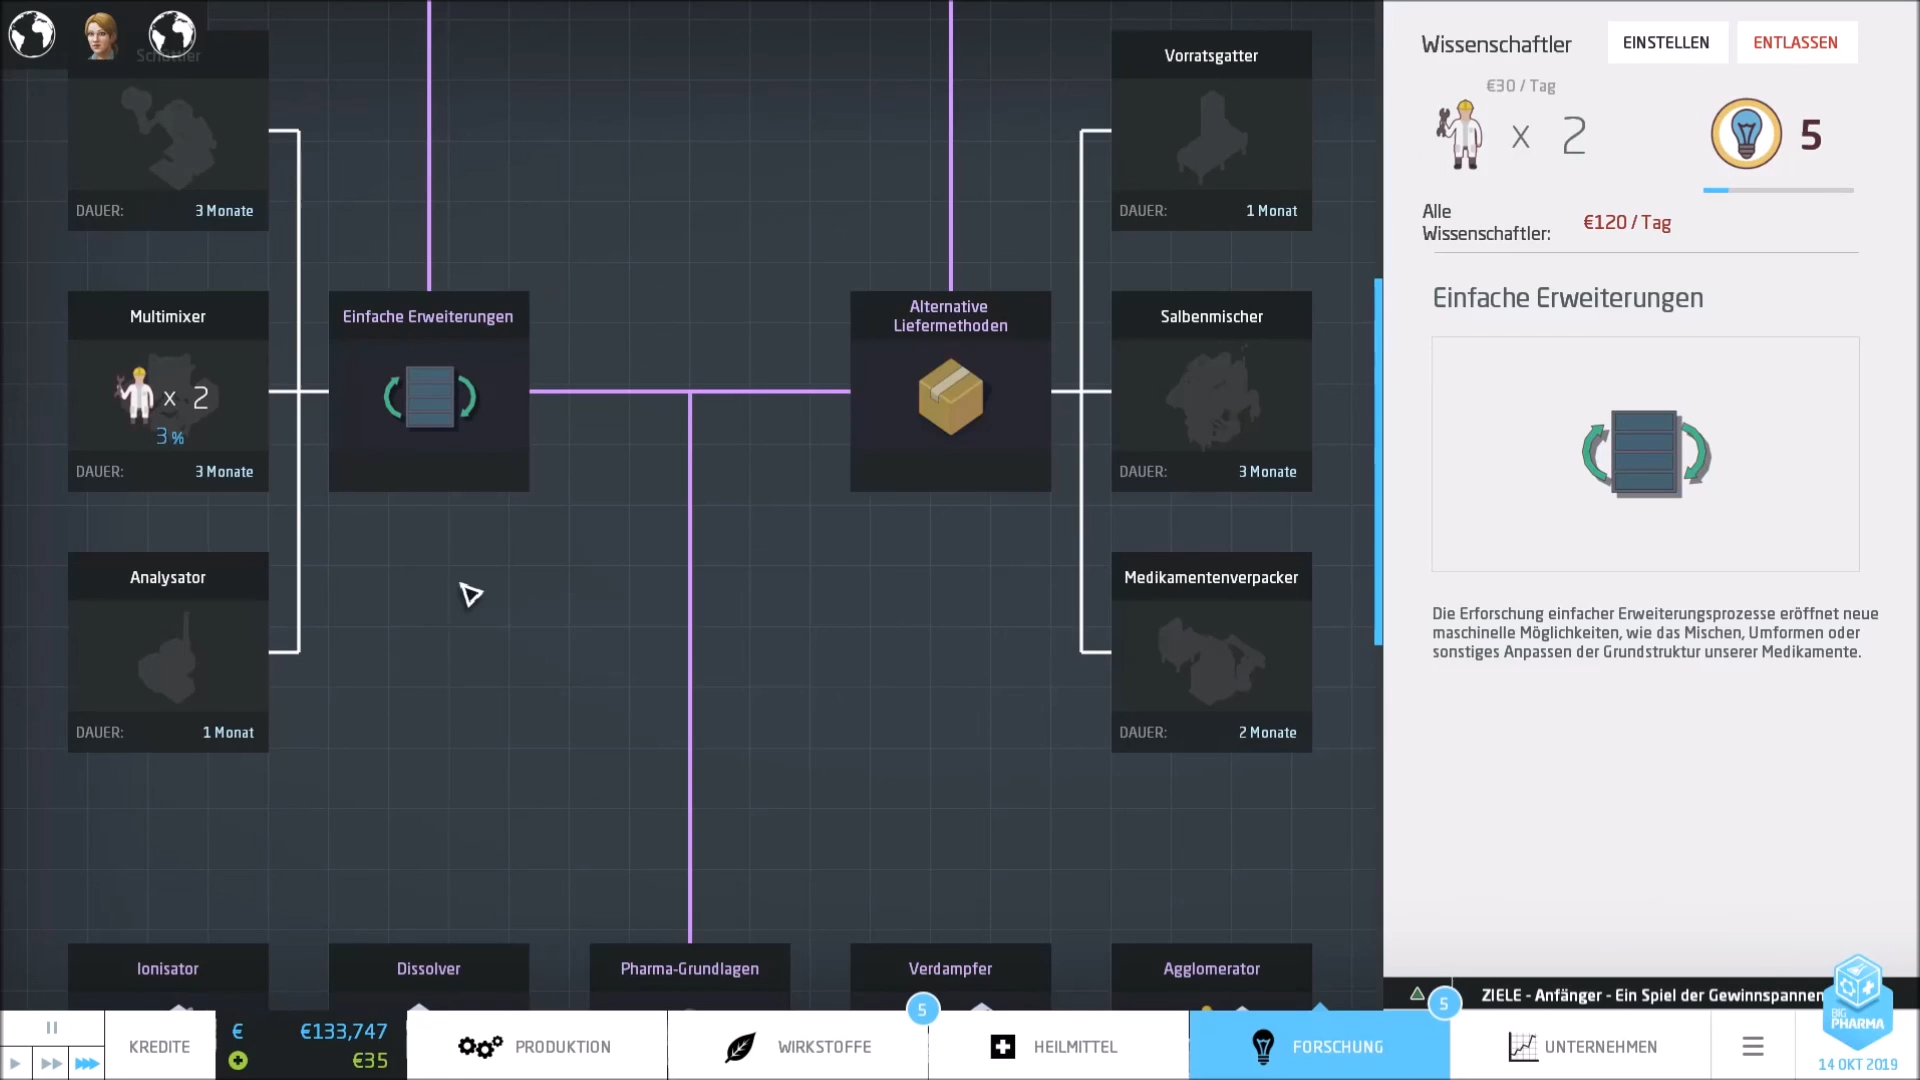 Schüttler
DAUER: 3 Monate
Vorratsgatter
DAUER: 1 Monat
Multimixer
x 2
3 %
DAUER: 3 Monate
Einfache Erweiterungen
Alternative
Liefermethoden
Salbenmischer
DAUER: 3 Monate
Analysator
DAUER: 1 Monat
Medikamentenverpacker
DAUER: 2 Monate
Ionisator
Dissolver
Pharma-Grundlagen
Verdampfer
Agglomerator
Wissenschaftler
EINSTELLEN
ENTLASSEN
€30 / Tag
x 2
5
Alle
Wissenschaftler:
€120 / Tag
Einfache Erweiterungen
Die Erforschung einfacher Erweiterungsprozesse eröffnet neue
maschinelle Möglichkeiten, wie das Mischen, Umformen oder
sonstiges Anpassen der Grundstruktur unserer Medikamente.
5
5
ZIELE - Anfänger - Ein Spiel der Gewinnspannen
KREDITE
€ €133,747
€35
PRODUKTION
WIRKSTOFFE
HEILMITTEL
FORSCHUNG
UNTERNEHMEN
BIG
PHARMA
14 OKT 2019